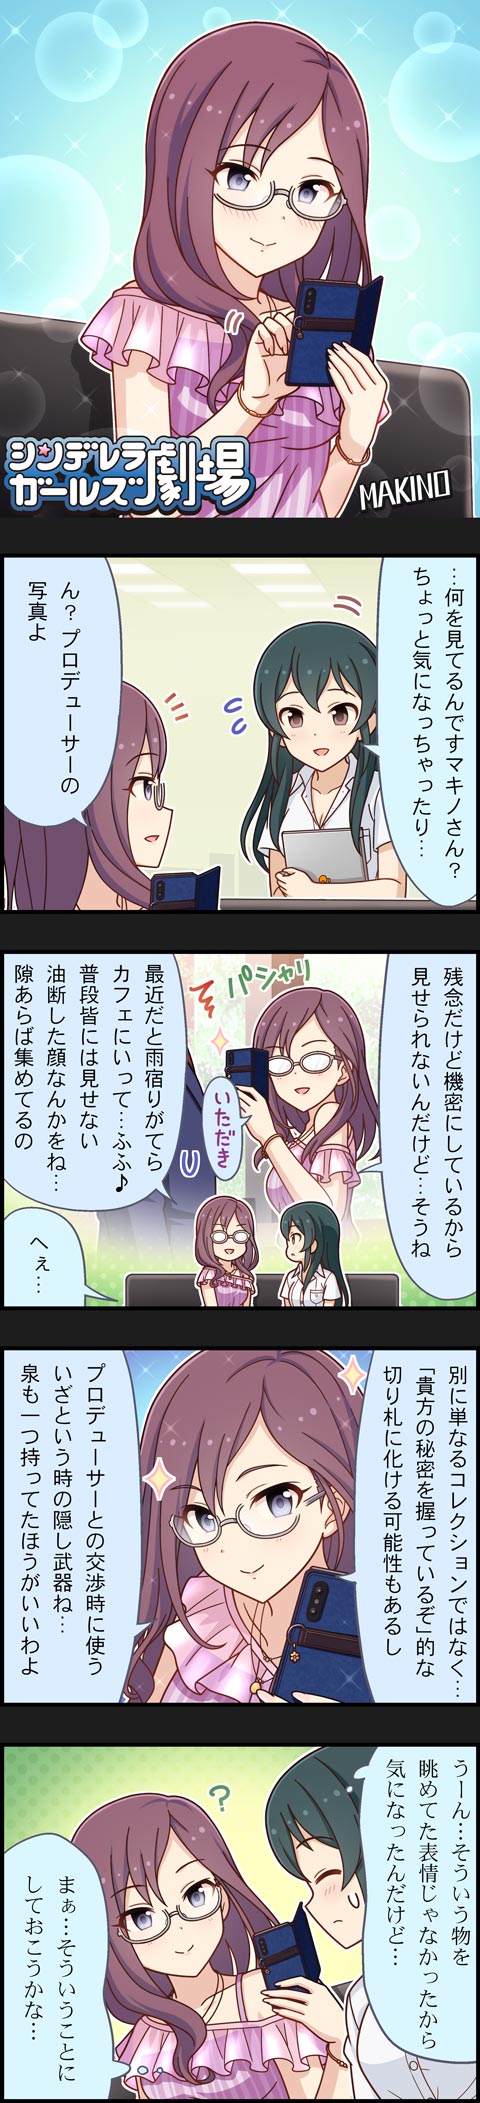 シンデレラ
ガールズ劇場
MAKINO
…何を見てるんですマキノさん？
ちょっと気になっちゃったり…
ん？プロデューサーの
写真よ
残念だけど機密にしているから
見せられないんだけど…そうね
パシャリ
いただき
最近だと雨宿りがてら
カフェにいって…ふふ♪
普段皆には見せない
油断した顔なんかをね…
隙あらば集めてるの
へぇ…
別に単なるコレクションではなく…
「貴方の秘密を握っているぞ」的な
切り札に化ける可能性もあるし
プロデューサーとの交渉時に使う
いざという時の隠し武器ね…
泉も一つ持ってたほうがいいわよ
うーん…そういう物を
眺めてた表情じゃなかったから
気になったんだけど…
？
まぁ…そういうことに
しておこうかな…